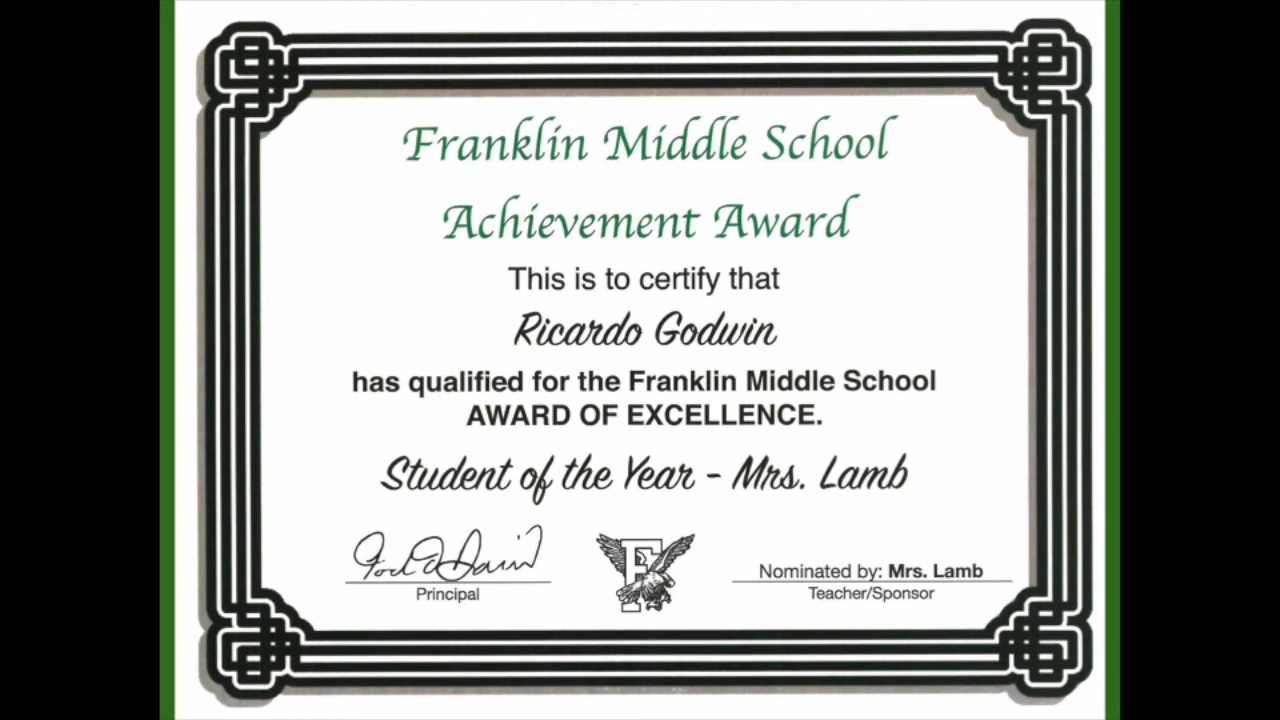 Franklin Middle School
Achievement Award
This is to certify that
Ricardo Godwin
has qualified for the Franklin Middle School
AWARD OF EXCELLENCE.
Student of the Year - Mrs. Lamb
F
Nominated by: Mrs. Lamb
Principal
Teacher/Sponsor